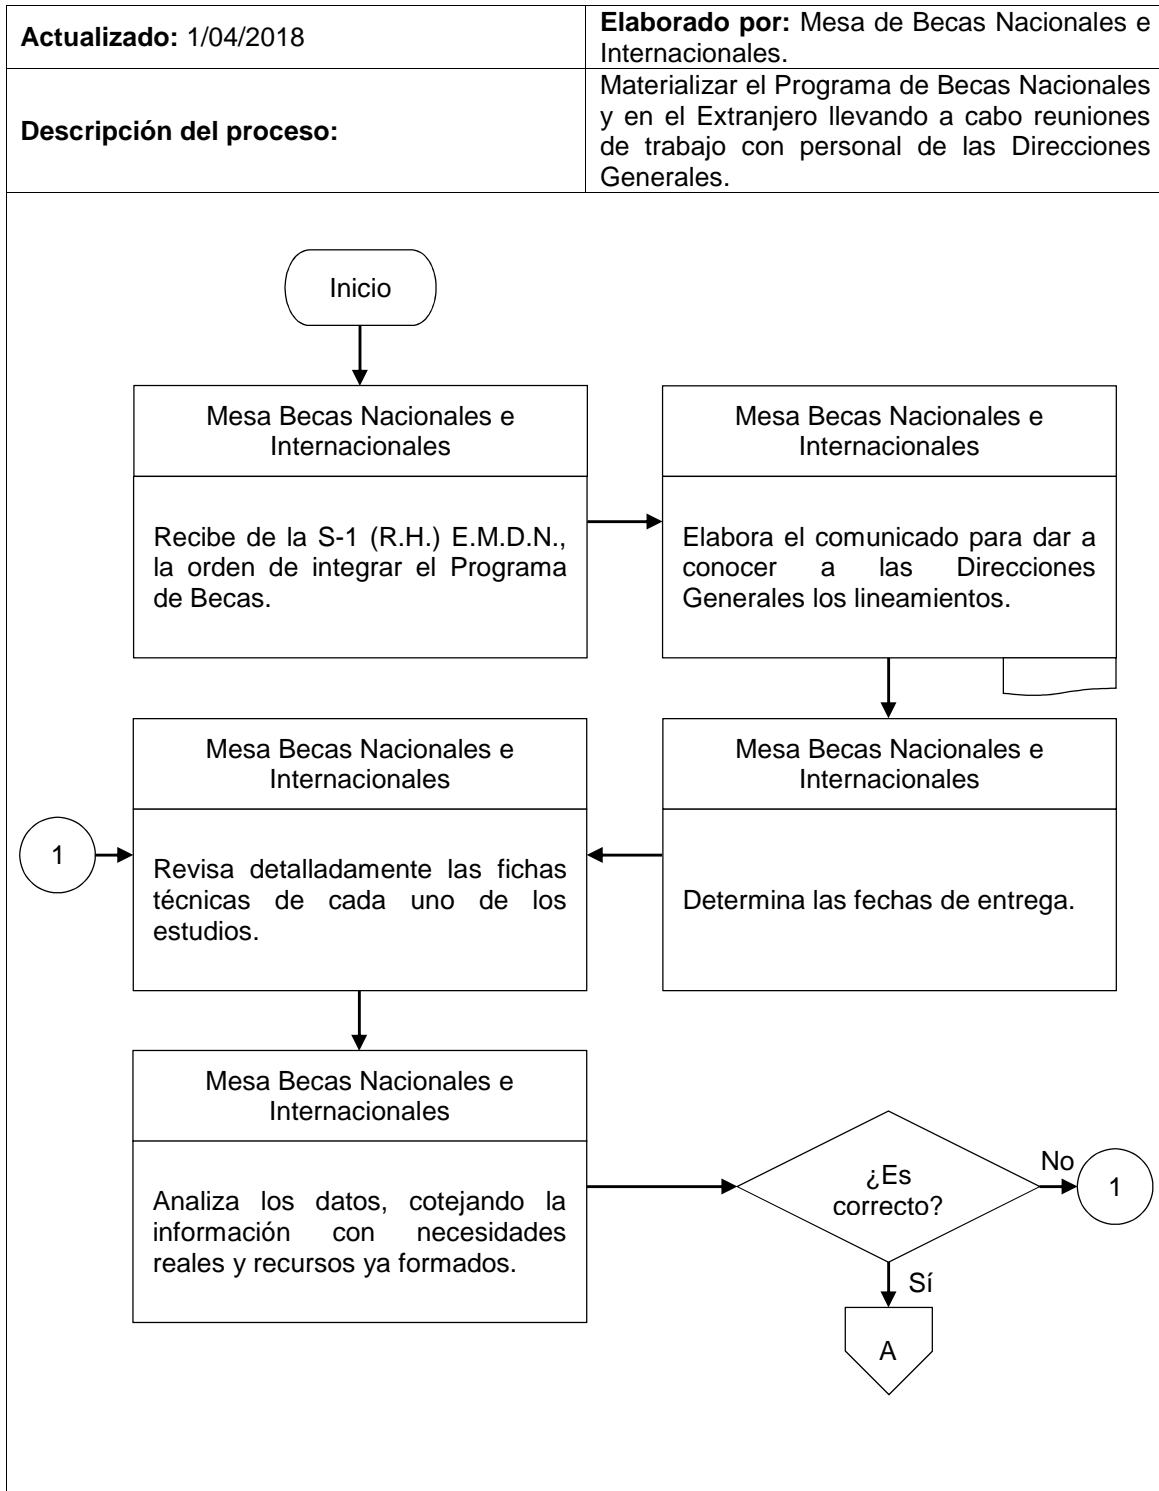 Actualizado: 1/04/2018
Elaborado por: Mesa de Becas Nacionales e
Internacionales.
Descripción del proceso:
Materializar el Programa de Becas Nacionales
y en el Extranjero llevando a cabo reuniones
de trabajo con personal de las Direcciones
Generales.
Inicio
Mesa Becas Nacionales e
Internacionales
Recibe de la S-1 (R.H.) E.M.D.N.,
la orden de integrar el Programa
de Becas.
Mesa Becas Nacionales e
Internacionales
Elabora el comunicado para dar a
conocer a las Direcciones
Generales los lineamientos.
Mesa Becas Nacionales e
Internacionales
Determina las fechas de entrega.
Mesa Becas Nacionales e
Internacionales
1
Revisa detalladamente las fichas
técnicas de cada uno de los
estudios.
Mesa Becas Nacionales e
Internacionales
Analiza los datos, cotejando la
información con necesidades
reales y recursos ya formados.
¿Es
correcto?
No
1
Sí
A